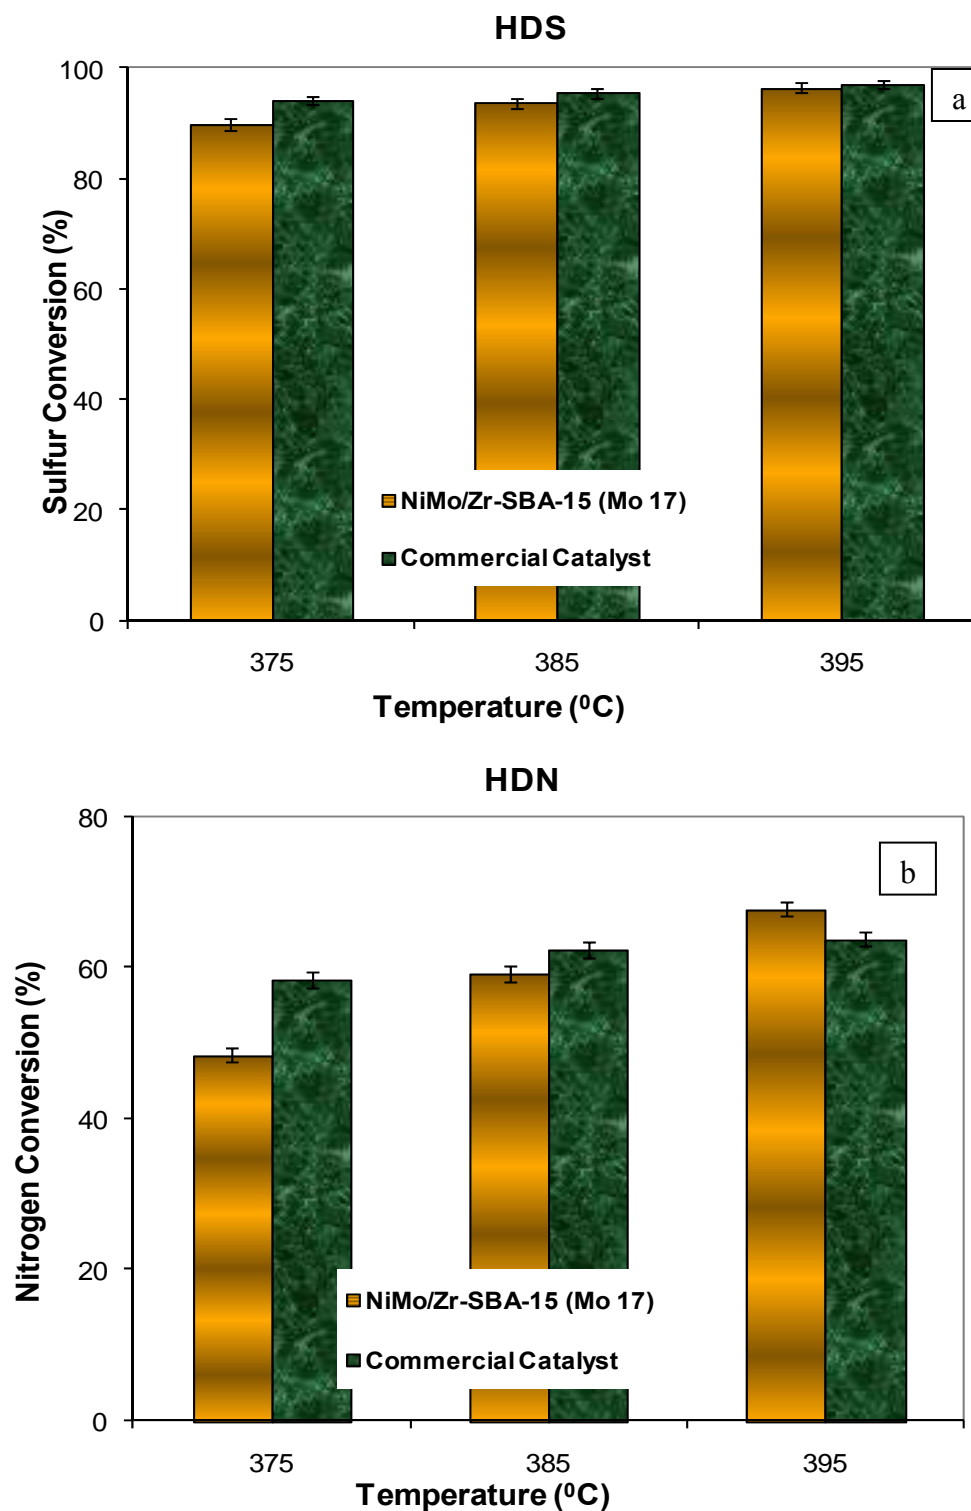 HDS
a
100
80
60
40
20
0
Sulfur Conversion (%)
NiMo/Zr-SBA-15 (Mo 17)
Commercial Catalyst
375 385 395
Temperature (⁰C)
HDN
b
80
60
40
20
0
Nitrogen Conversion (%)
NiMo/Zr-SBA-15 (Mo 17)
Commercial Catalyst
375 385 395
Temperature (⁰C)